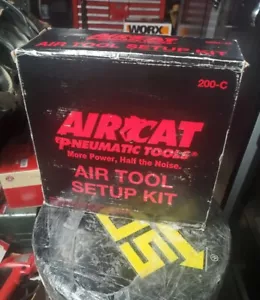 WORX
AIR TOOL SETUP KIT
200-C
AIRCAT
PNEUMATIC TOOLS®
More Power, Half the Noise.
AIR TOOL
SETUP KIT